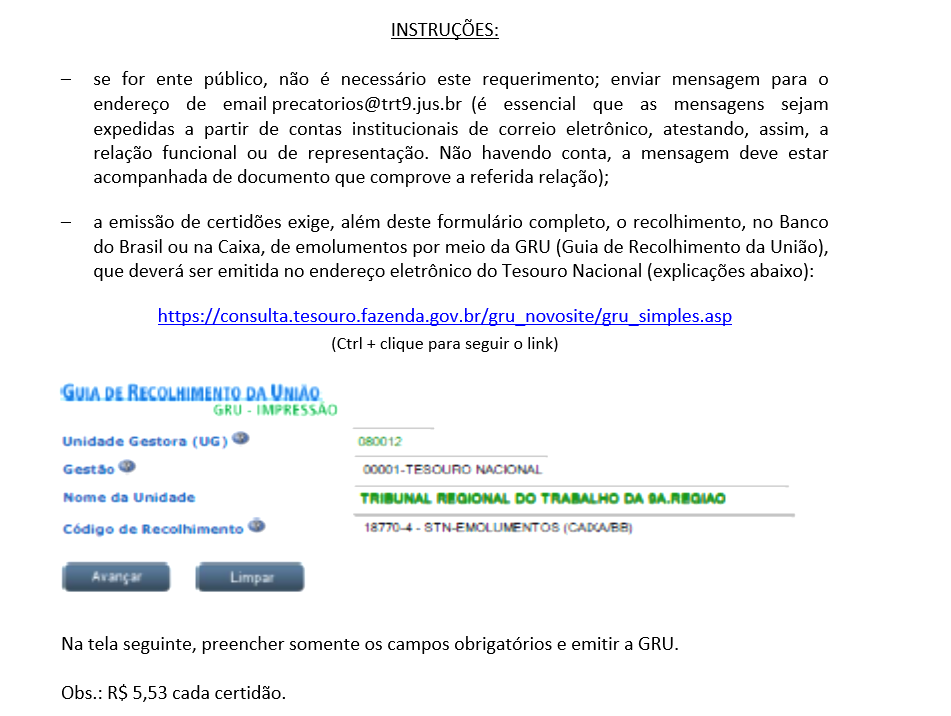 INSTRUÇÕES:
– se for ente público, não é necessário este requerimento; enviar mensagem para o
endereço de email precatorios@trt9.jus.br (é essencial que as mensagens sejam
expedidas a partir de contas institucionais de correio eletrônico, atestando, assim, a
relação funcional ou de representação. Não havendo conta, a mensagem deve estar
acompanhada de documento que comprove a referida relação);
– a emissão de certidões exige, além deste formulário completo, o recolhimento, no Banco
do Brasil ou na Caixa, de emolumentos por meio da GRU (Guia de Recolhimento da União),
que deverá ser emitida no endereço eletrônico do Tesouro Nacional (explicações abaixo):
https://consulta.tesouro.fazenda.gov.br/gru_novosite/gru_simples.asp
(Ctrl + clique para seguir o link)
GUIA DE RECOLHIMENTO DA UNIÃO
GRU - IMPRESSÃO
Unidade Gestora (UG) 080012
Gestão 00001-TESOURO NACIONAL
Nome da Unidade TRIBUNAL REGIONAL DO TRABALHO DA 9A.REGIAO
Código de Recolhimento 18770-4 - STN-EMOLUMENTOS (CAIXA/BB)
Avançar Limpar
Na tela seguinte, preencher somente os campos obrigatórios e emitir a GRU.
Obs.: R$ 5,53 cada certidão.